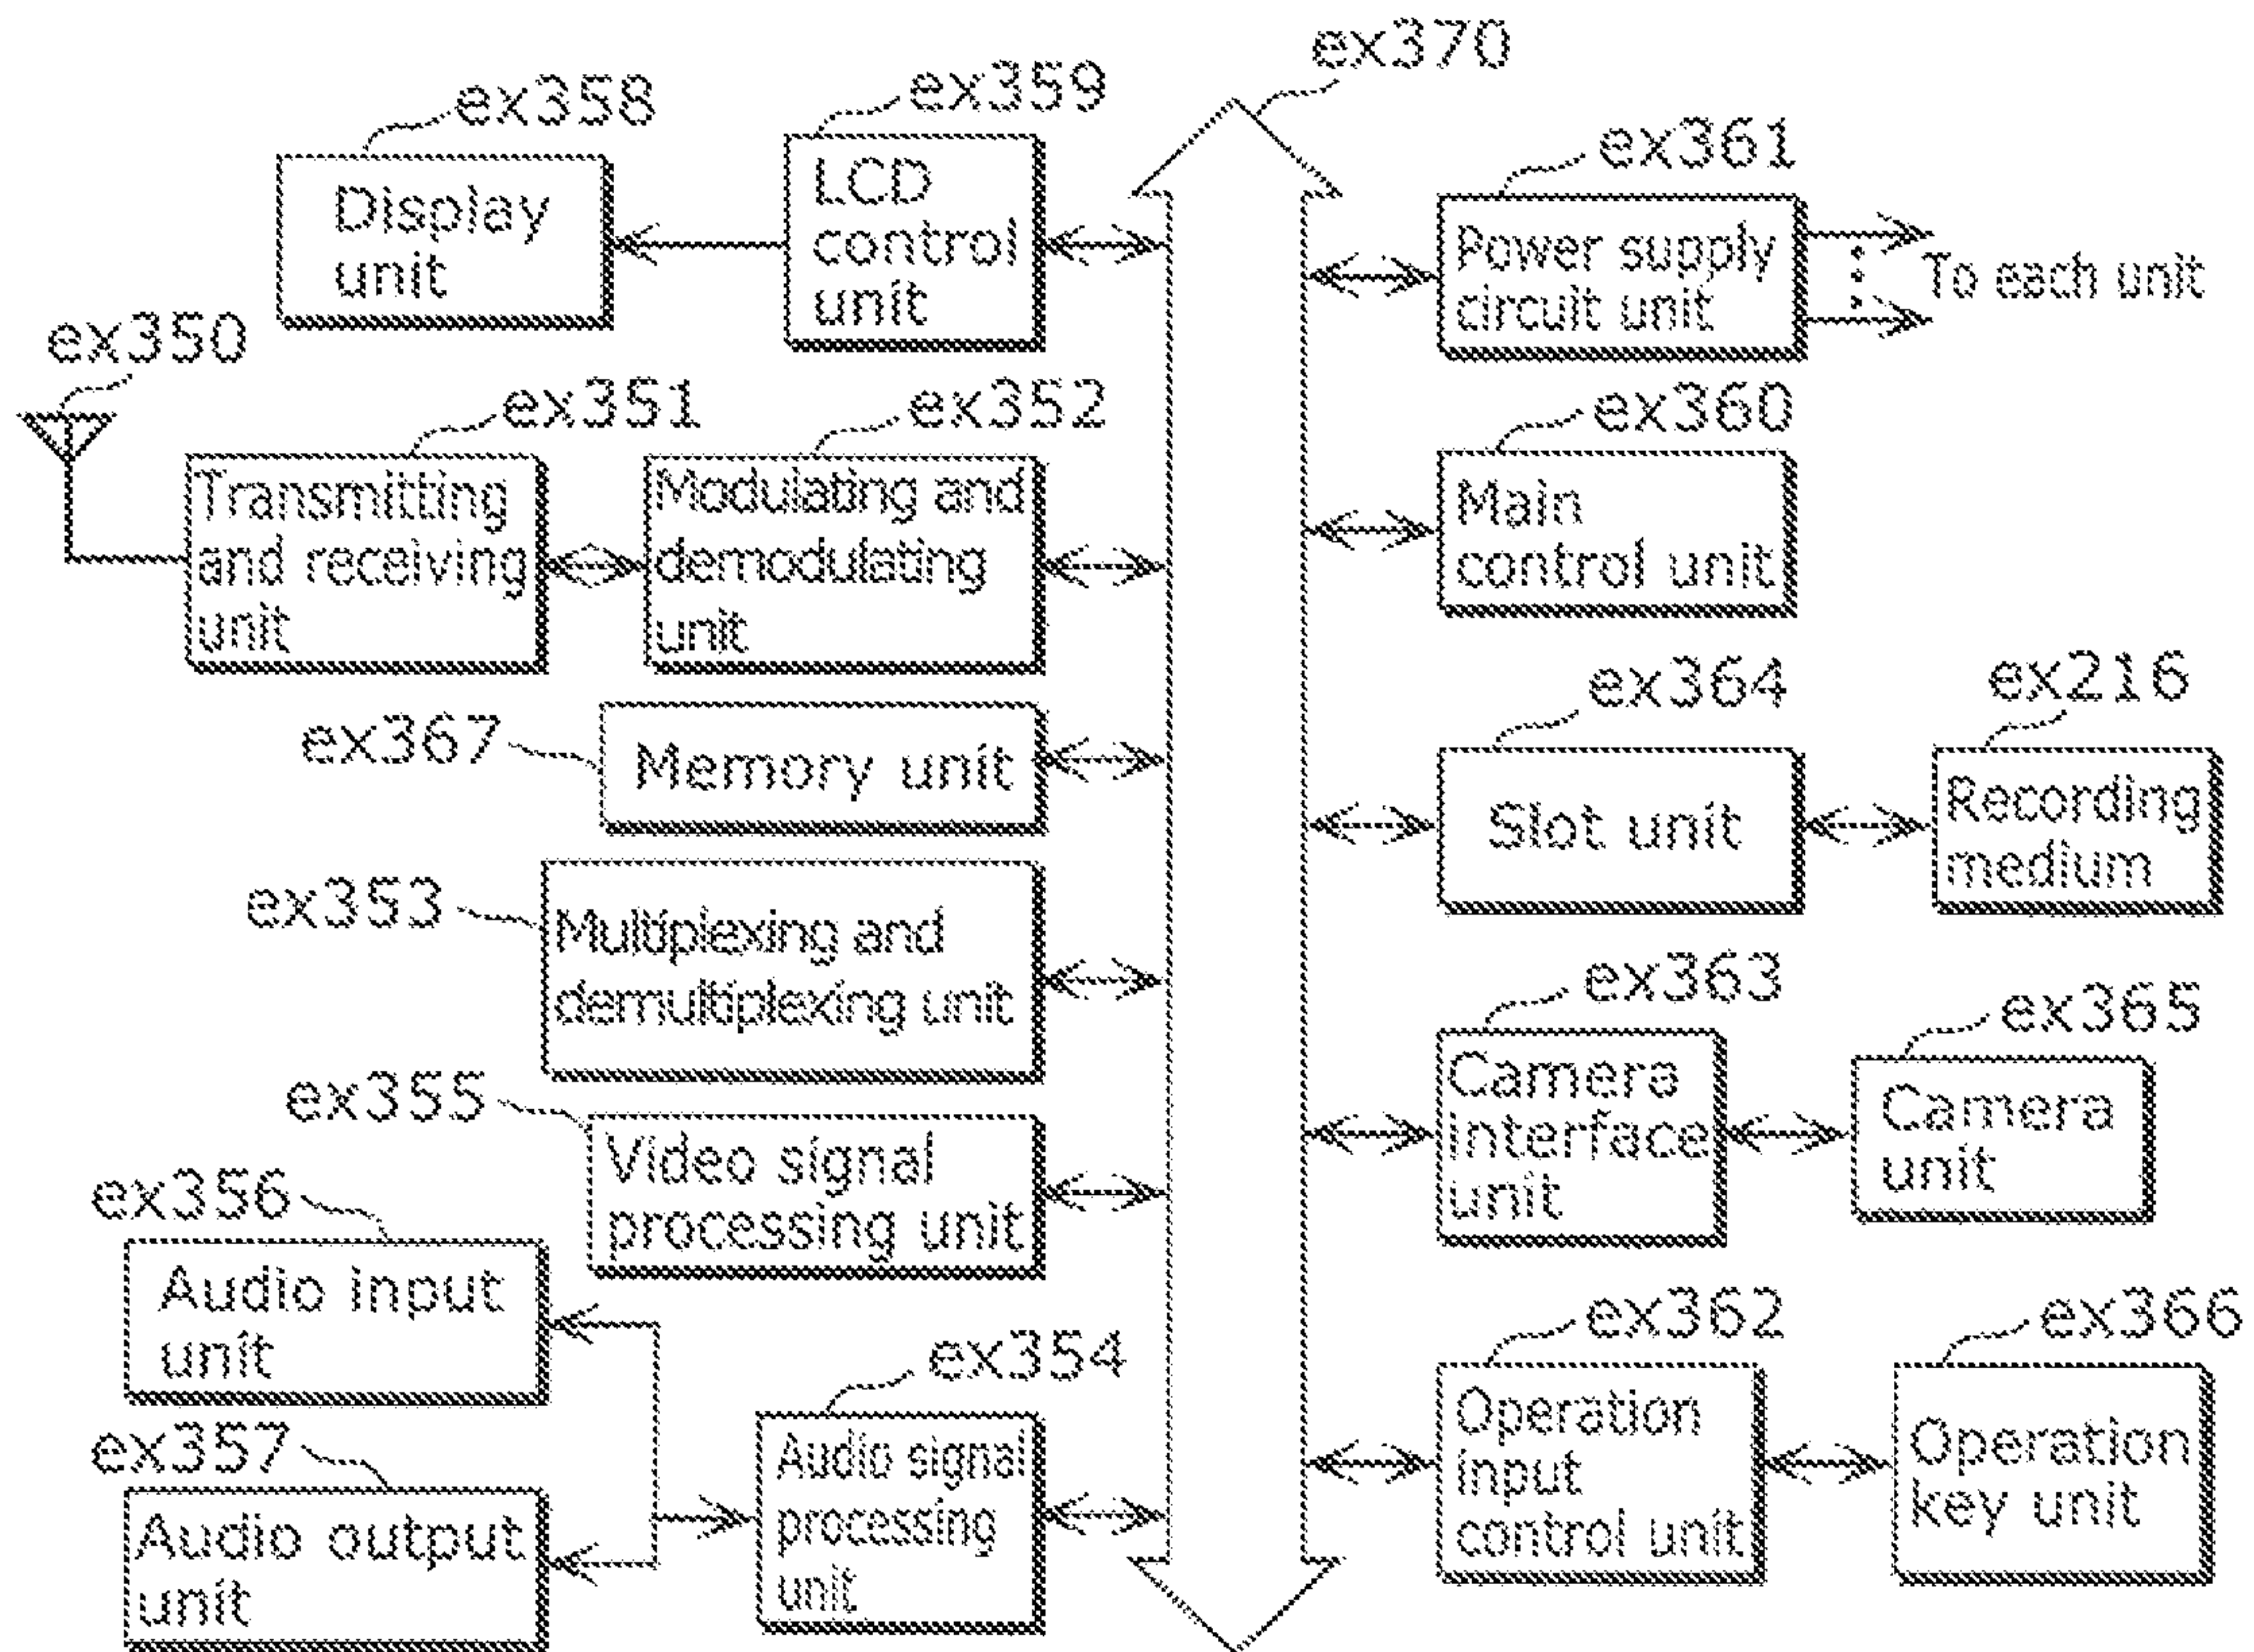 ex370
ex359
ex358
ex361
LCD
control
unit
Display
unit
Power supply
circuit unit
To each unit
ex350
ex351
ex352
ex360
Transmitting
and receiving
unit
Modulating and
demodulating
unit
Main
control unit
ex364
ex216
ex367
Memory unit
Slot unit
Recording
medium
ex353
Multiplexing and
demultiplexing unit
ex363
ex365
Camera
interface
unit
Camera
unit
ex355
Video signal
processing unit
ex356
Audio input
unit
ex362
ex366
ex354
Operation
input
control unit
Operation
key unit
ex357
Audio signal
processing
unit
Audio output
unit